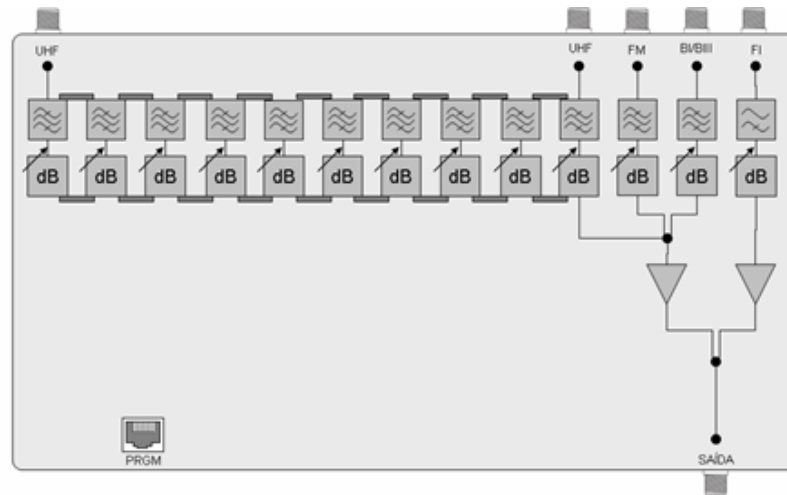 UHF UHF FM BI/BIII FI
dB dB dB dB dB dB dB dB dB dB dB dB dB
PRGM
SAÍDA